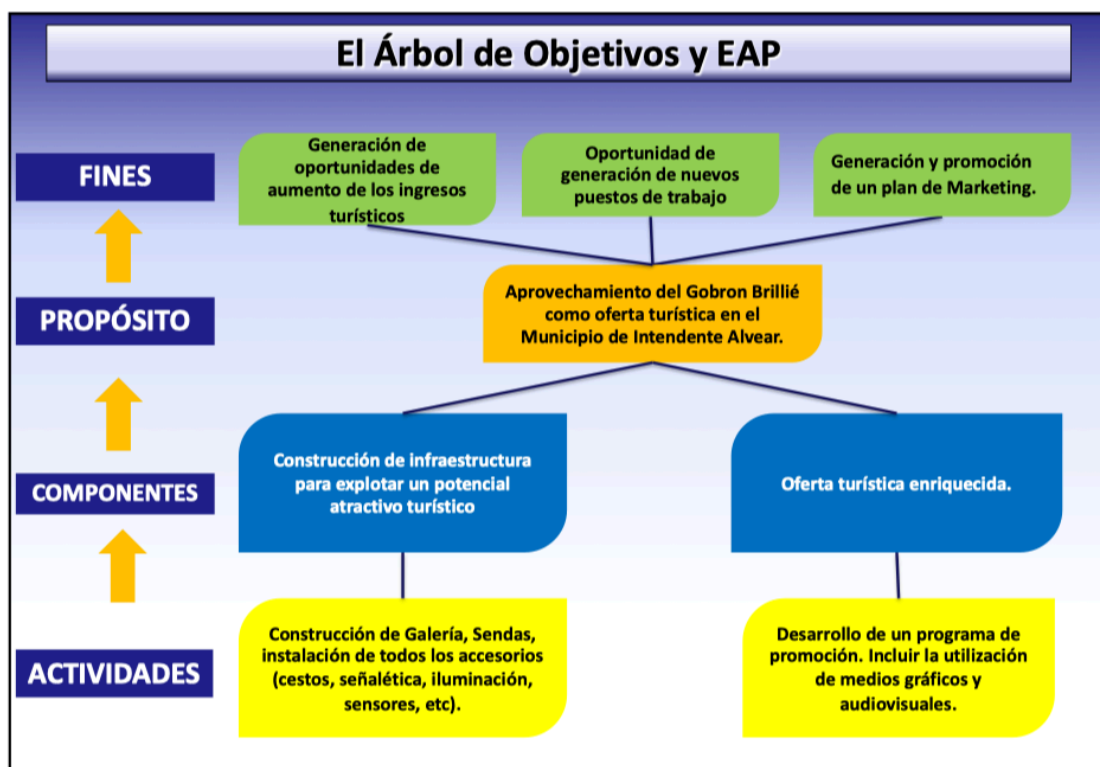 El Árbol de Objetivos y EAP
FINES
Generación de
oportunidades de
aumento de los ingresos
turísticos
Oportunidad de
generación de nuevos
puestos de trabajo
Generación y promoción
de un plan de Marketing.
PROPÓSITO
Aprovechamiento del Gobron Brillié
como oferta turística en el
Municipio de Intendente Alvear.
COMPONENTES
Construcción de infraestructura
para explotar un potencial
atractivo turístico
Oferta turística enriquecida.
ACTIVIDADES
Construcción de Galería, Sendas,
instalación de todos los accesorios
(cestos, señalética, iluminación,
sensores, etc).
Desarrollo de un programa de
promoción. Incluir la utilización
de medios gráficos y
audiovisuales.